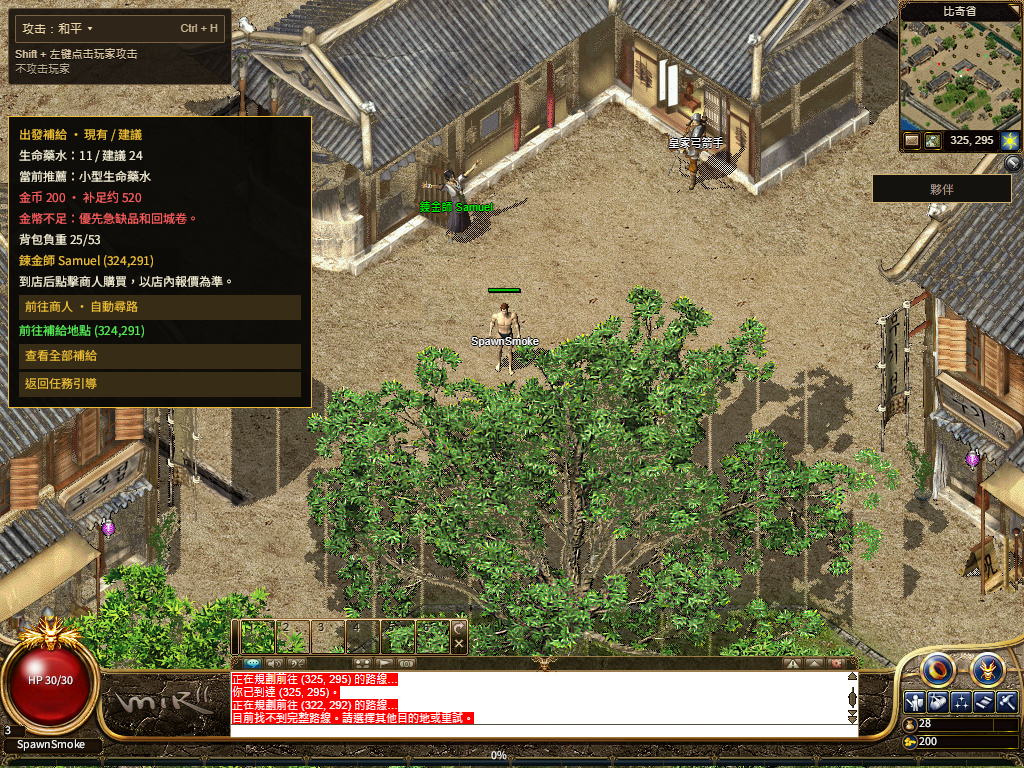 攻击：和平
Ctrl + H
Shift + 左键点击玩家攻击
不攻击玩家
比奇省
325, 295
夥伴
出發補給 · 現有 / 建議
生命藥水：11 / 建議 24
當前推薦：小型生命藥水
金币 200 · 补足约 520
金幣不足：優先急缺品和回城卷。
背包負重 25/53
鍊金師 Samuel (324,291)
到店后點擊商人購買，以店內報價為準。
前往商人 · 自動尋路
前往補給地點 (324,291)
查看全部補給
返回任務引導
皇家弓箭手
鍊金師 Samuel
SpawnSmoke
1 2 3 4 5 6
HP 30/30
3
SpawnSmoke
MIR II
正在規劃前往 (325, 295) 的路線...
你已到達 (325, 295)。
正在規劃前往 (322, 292) 的路線...
目前找不到完整路線。請選擇其他目的地或重試。
0%
28
200